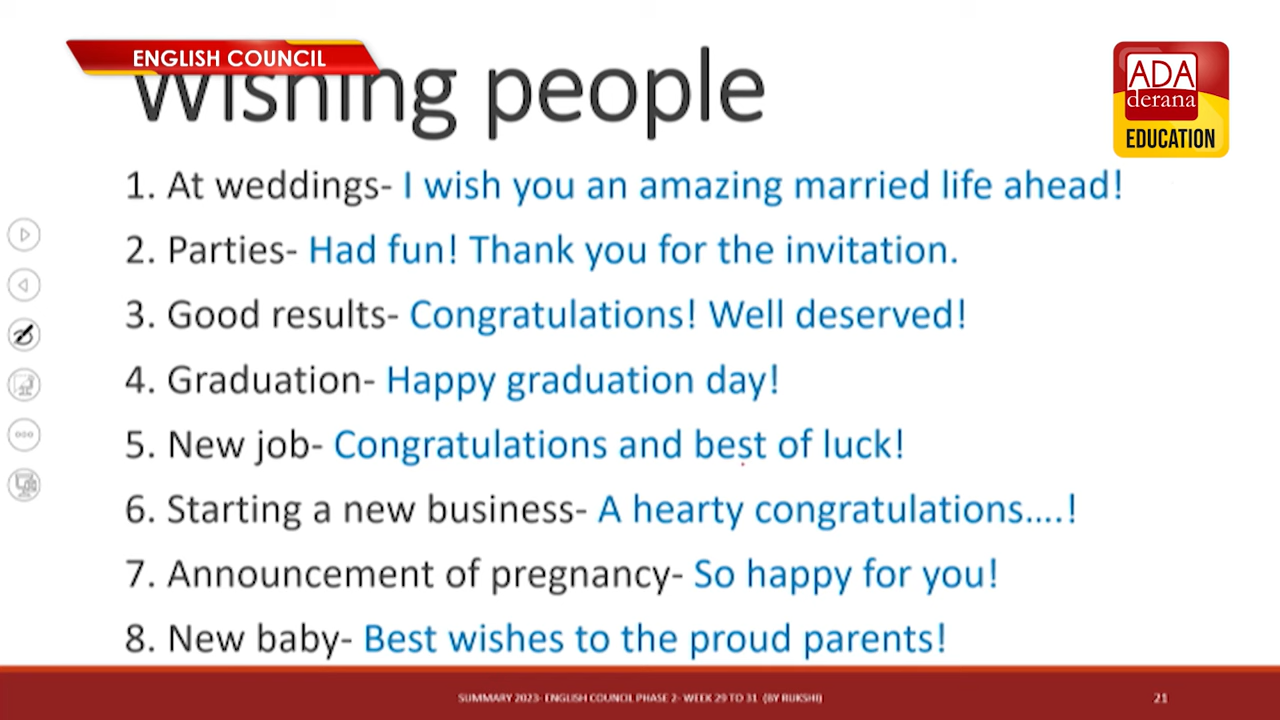 ENGLISH COUNCIL
Wishing people
ADA
derana
EDUCATION
1. At weddings- I wish you an amazing married life ahead!
2. Parties- Had fun! Thank you for the invitation.
3. Good results- Congratulations! Well deserved!
4. Graduation- Happy graduation day!
5. New job- Congratulations and best of luck!
6. Starting a new business- A hearty congratulations....!
7. Announcement of pregnancy- So happy for you!
8. New baby- Best wishes to the proud parents!
SUMMARY 2023- ENGLISH COUNCIL PHASE 2- WEEK 29 TO 31 (BY RUKSHI)
21